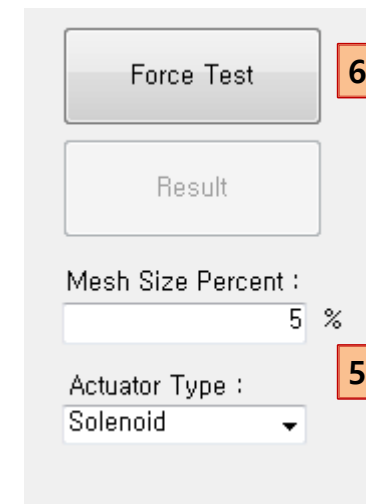 Force Test
6
Result
Mesh Size Percent :
5 %
Actuator Type :
5
Solenoid